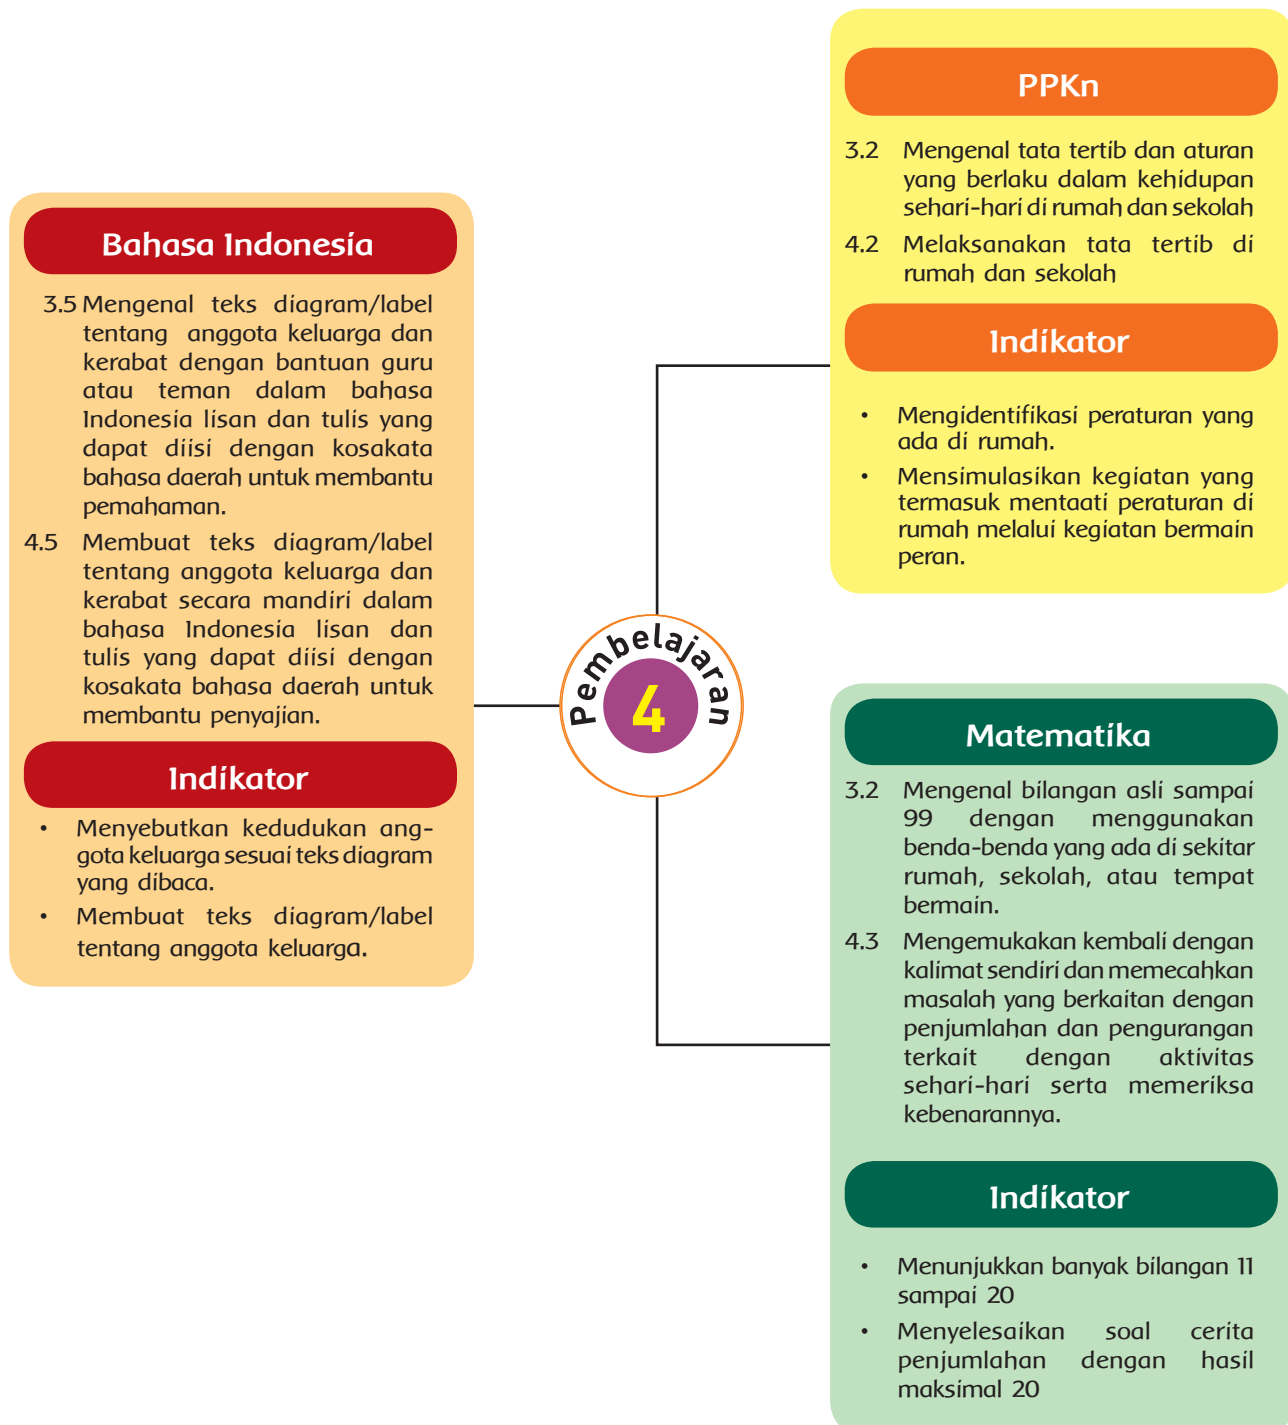 Bahasa Indonesia
3.5 Mengenal teks diagram/label
tentang anggota keluarga dan
kerabat dengan bantuan guru
atau teman dalam bahasa
Indonesia lisan dan tulis yang
dapat diisi dengan kosakata
bahasa daerah untuk membantu
pemahaman.
4.5 Membuat teks diagram/label
tentang anggota keluarga dan
kerabat secara mandiri dalam
bahasa Indonesia lisan dan
tulis yang dapat diisi dengan
kosakata bahasa daerah untuk
membantu penyajian.
Indikator
• Menyebutkan kedudukan ang-
gota keluarga sesuai teks diagram
yang dibaca.
• Membuat teks diagram/label
tentang anggota keluarga.
Pembelajaran
4
PPKn
3.2 Mengenal tata tertib dan aturan
yang berlaku dalam kehidupan
sehari-hari di rumah dan sekolah
4.2 Melaksanakan tata tertib di
rumah dan sekolah
Indikator
• Mengidentifikasi peraturan yang
ada di rumah.
• Mensimulasikan kegiatan yang
termasuk mentaati peraturan di
rumah melalui kegiatan bermain
peran.
Matematika
3.2 Mengenal bilangan asli sampai
99 dengan menggunakan
benda-benda yang ada di sekitar
rumah, sekolah, atau tempat
bermain.
4.3 Mengemukakan kembali dengan
kalimat sendiri dan memecahkan
masalah yang berkaitan dengan
penjumlahan dan pengurangan
terkait dengan aktivitas
sehari-hari serta memeriksa
kebenarannya.
Indikator
• Menunjukkan banyak bilangan 11
sampai 20
• Menyelesaikan soal cerita
penjumlahan dengan hasil
maksimal 20